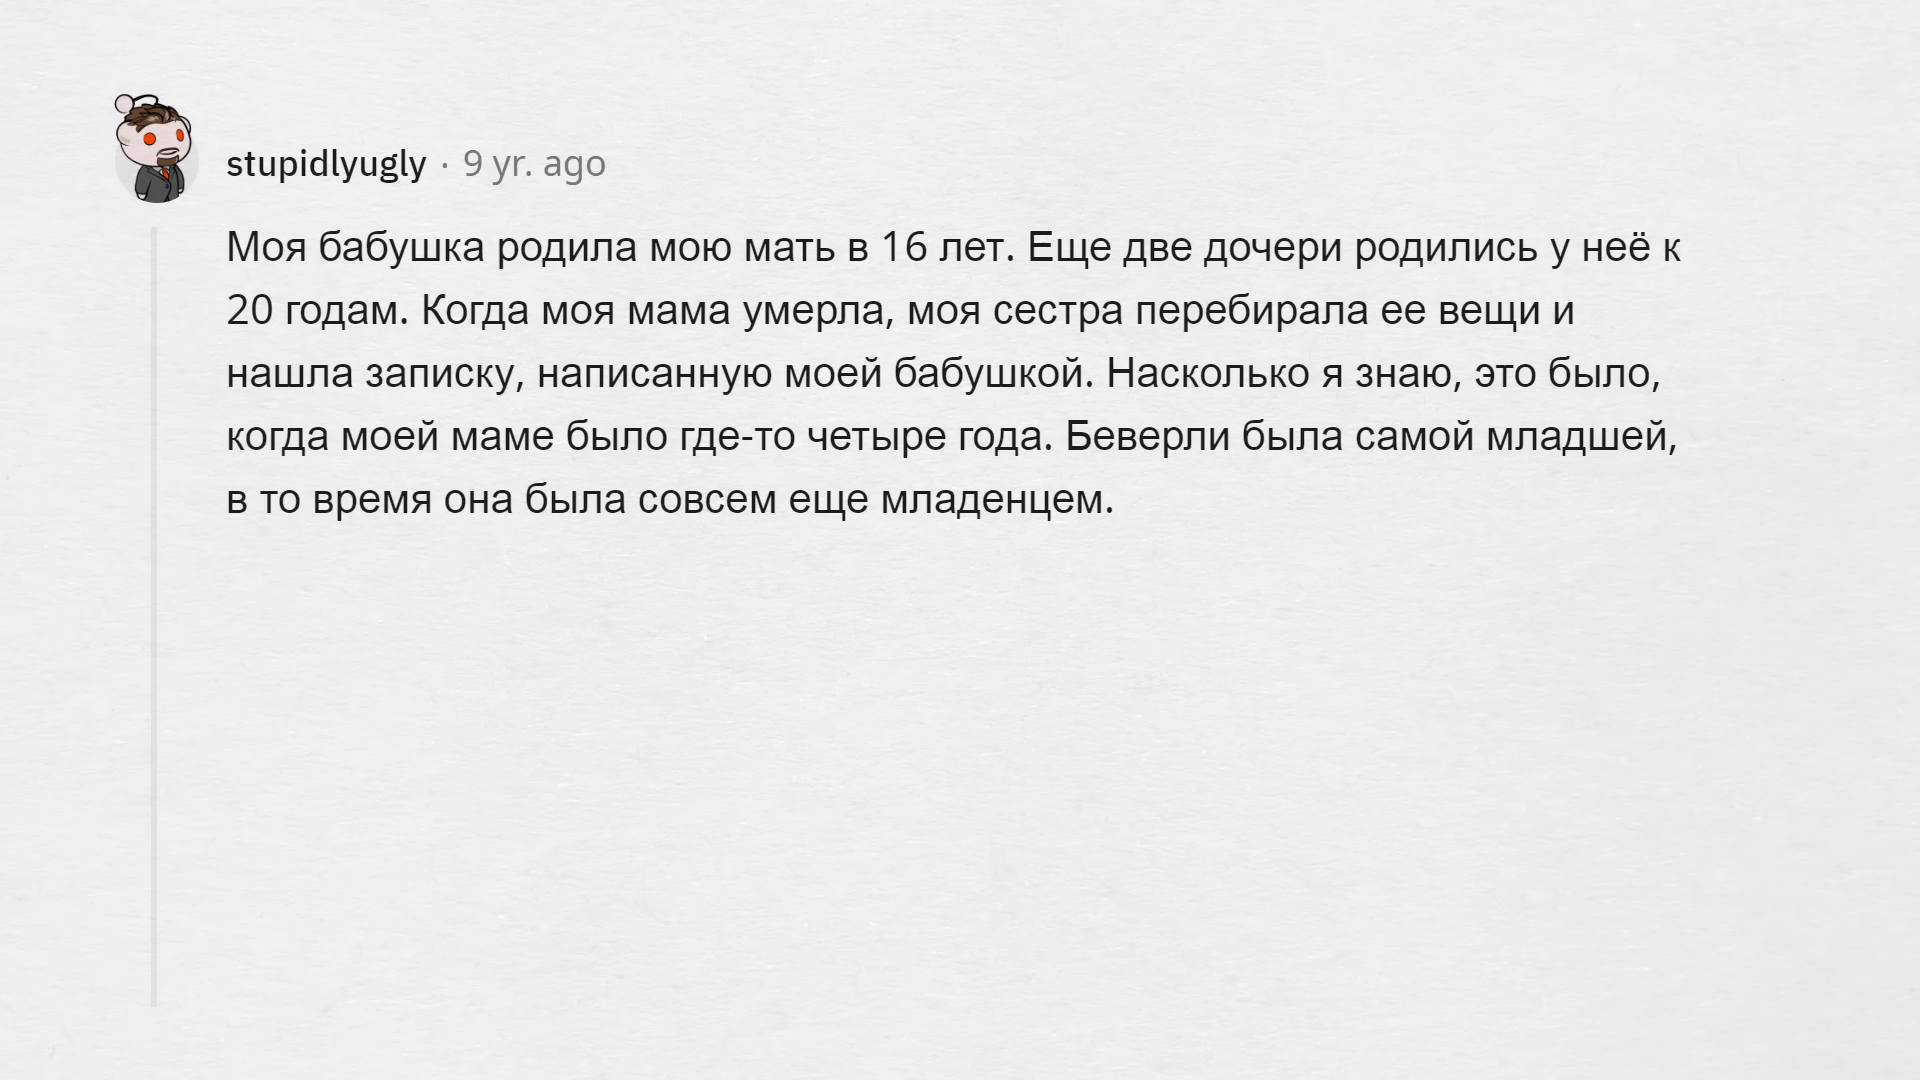 stupidlyugly · 9 yr. ago
Моя бабушка родила мою мать в 16 лет. Еще две дочери родились у неё к
20 годам. Когда моя мама умерла, моя сестра перебирала ее вещи и
нашла записку, написанную моей бабушкой. Насколько я знаю, это было,
когда моей маме было где-то четыре года. Беверли была самой младшей,
в то время она была совсем еще младенцем.